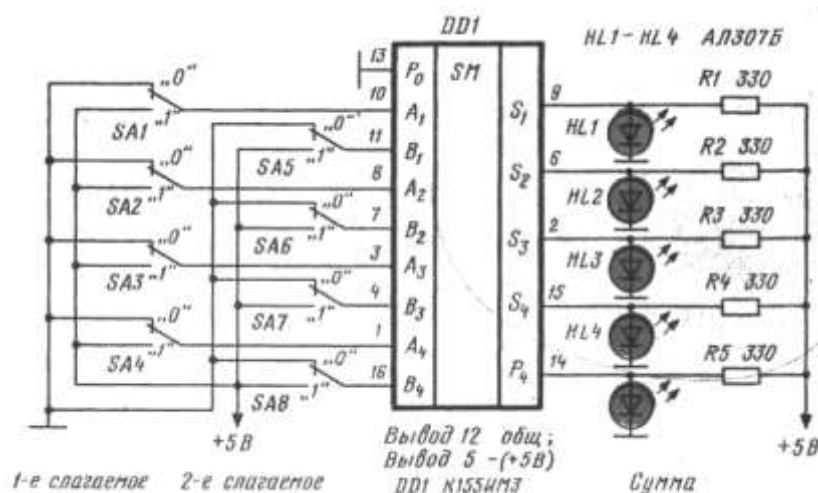 DD1
HL1-HL4 АЛ307Б
SM
13 P0
10 A1
11 B1
8 A2
7 B2
3 A3
4 B3
1 A4
16 B4
S1 9
S2 6
S3 2
S4 15
P4 14
„0"
SA1 „1"
„0"
SA5 „1"
„0"
SA2 „1"
„0"
SA6 „1"
„0"
SA3 „1"
„0"
SA7 „1"
„0"
SA4 „1"
„0"
SA8 „1"
HL1
HL2
HL3
HL4
R1 330
R2 330
R3 330
R4 330
R5 330
+5В
+5В
Вывод 12 общ;
Вывод 5 -(+5В)
DD1 К155ИМ3
1-е слагаемое
2-е слагаемое
Сумма